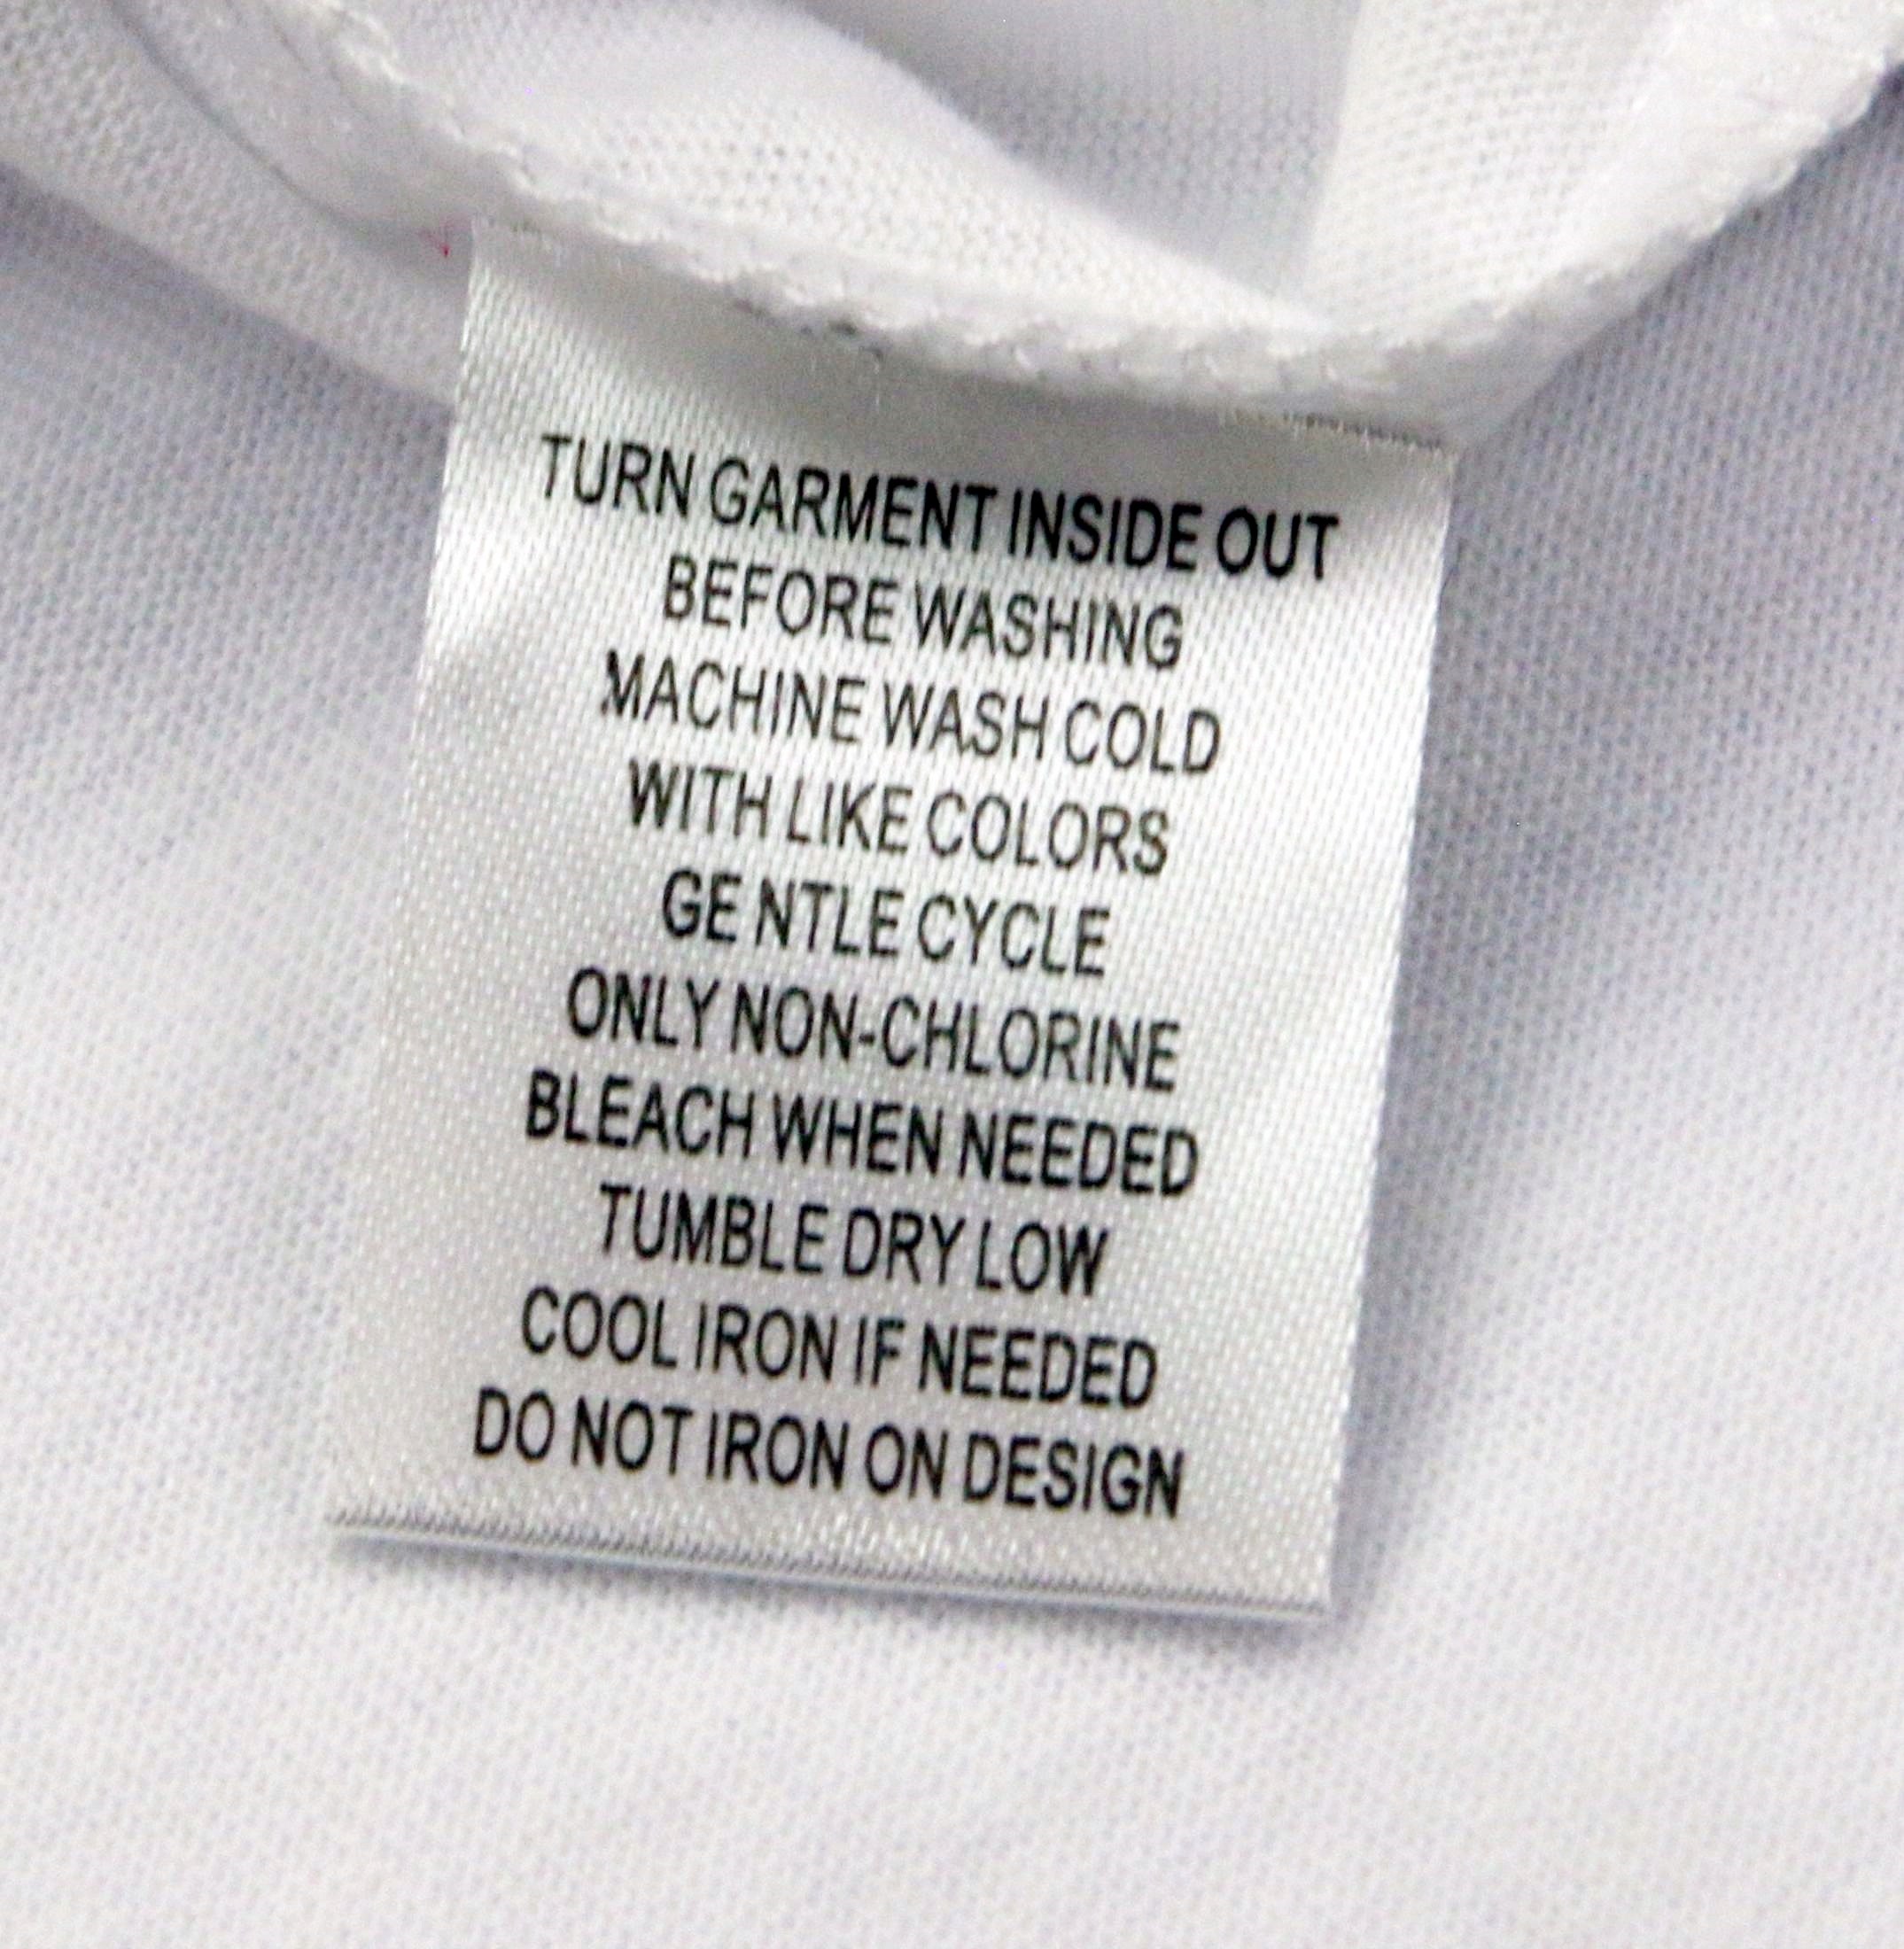 TURN GARMENT INSIDE OUT
BEFORE WASHING
MACHINE WASH COLD
WITH LIKE COLORS
GE NTLE CYCLE
ONLY NON-CHLORINE
BLEACH WHEN NEEDED
TUMBLE DRY LOW
COOL IRON IF NEEDED
DO NOT IRON ON DESIGN